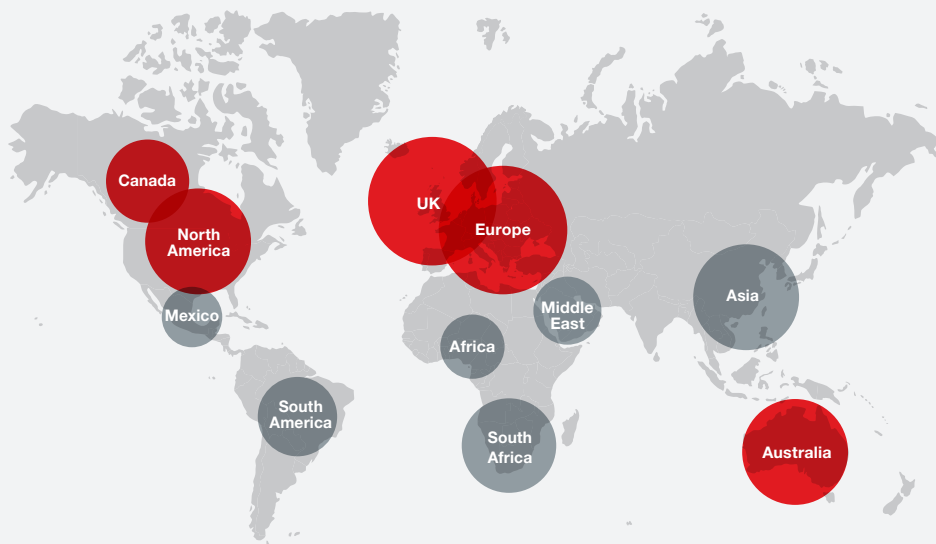 Canada
UK
North
America
Europe
Mexico
Middle
East
Asia
Africa
South
America
South
Africa
Australia